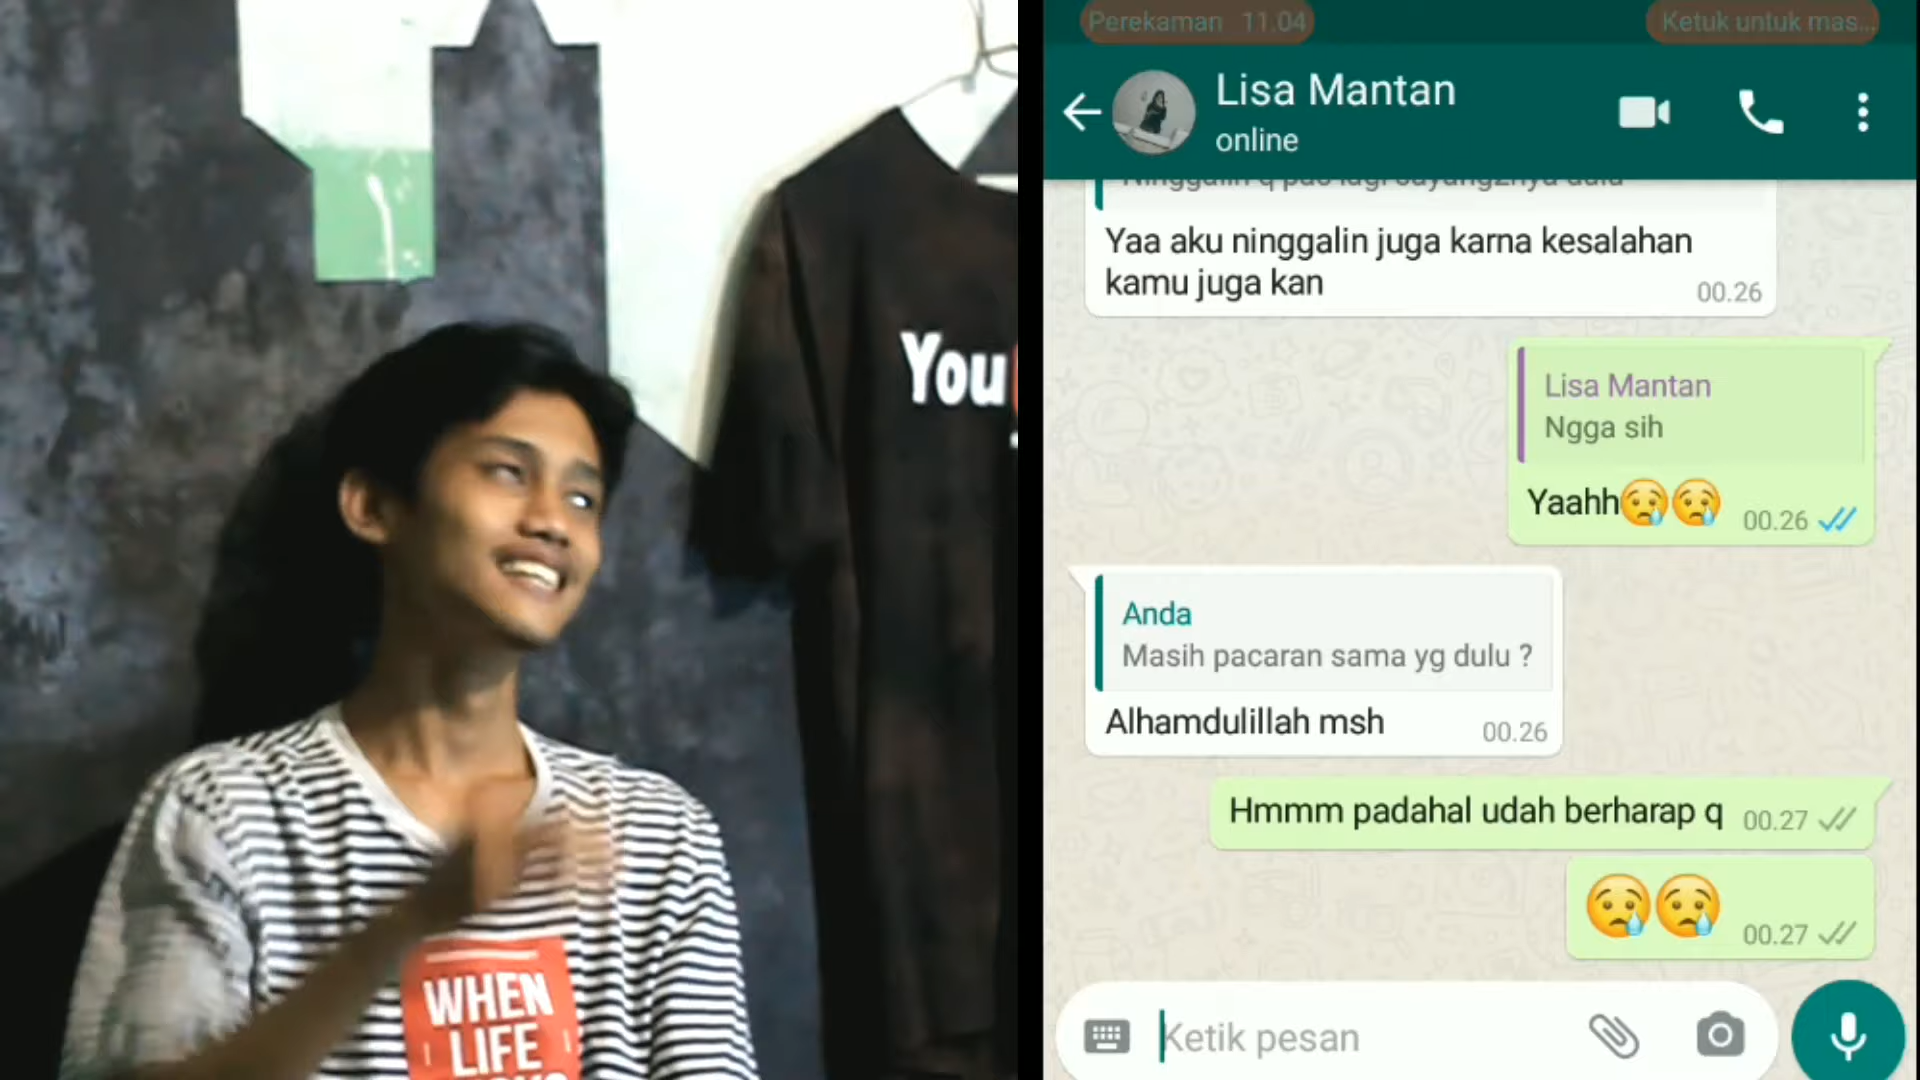 You
WHEN
LIFE
Perekaman 11.04
Ketuk untuk mas...
Lisa Mantan
online
Yaa aku ninggalin juga karna kesalahan
kamu juga kan
00.26
Lisa Mantan
Ngga sih
Yaahh😢😢 00.26
Anda
Masih pacaran sama yg dulu ?
Alhamdulillah msh 00.26
Hmmm padahal udah berharap q 00.27
😢😢 00.27
Ketik pesan